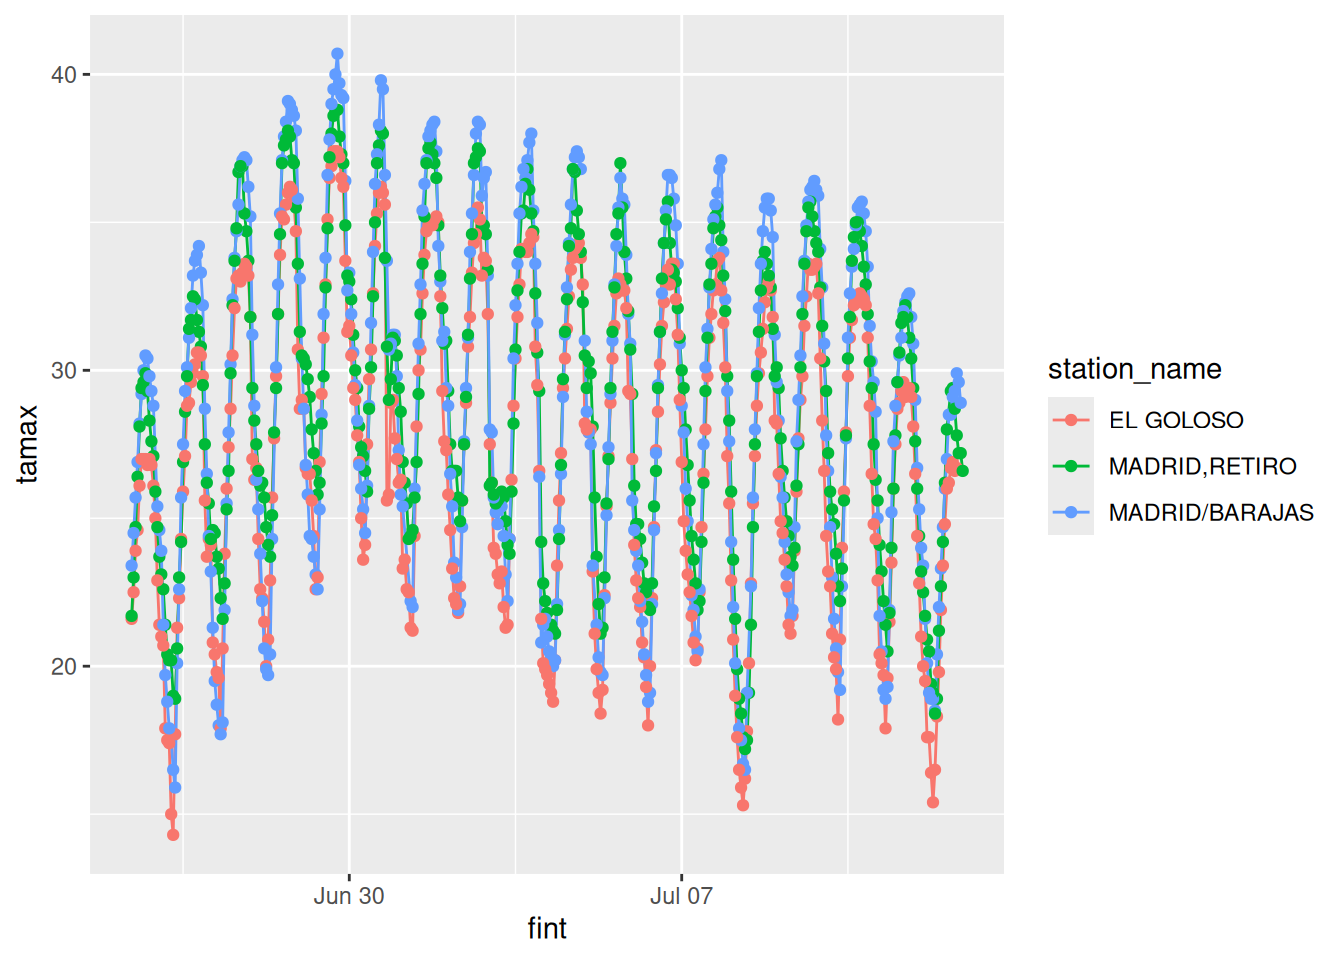 40
30
20
tamax
Jun 30
Jul 07
fint
station_name
EL GOLOSO
MADRID,RETIRO
MADRID/BARAJAS